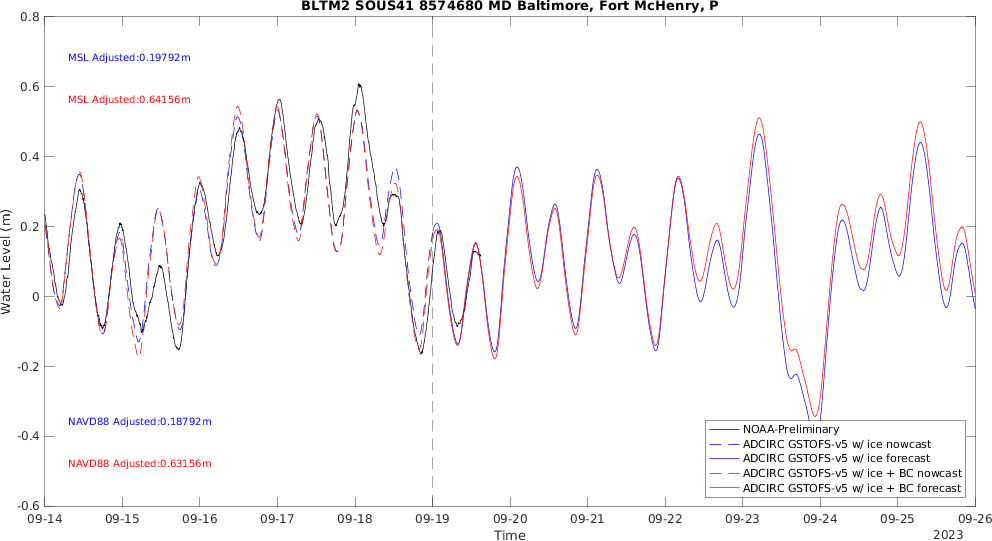 BLTM2 SOUS41 8574680 MD Baltimore, Fort McHenry, P
MSL Adjusted:0.19792m
MSL Adjusted:0.64156m
NAVD88 Adjusted:0.18792m
NAVD88 Adjusted:0.63156m
Water Level (m)
0.8
0.6
0.4
0.2
0
-0.2
-0.4
-0.6
NOAA-Preliminary
ADCIRC GSTOFS-v5 w/ ice nowcast
ADCIRC GSTOFS-v5 w/ ice forecast
ADCIRC GSTOFS-v5 w/ ice + BC nowcast
ADCIRC GSTOFS-v5 w/ ice + BC forecast
09-14 09-15 09-16 09-17 09-18 09-19 09-20 09-21 09-22 09-23 09-24 09-25 09-26
Time
2023